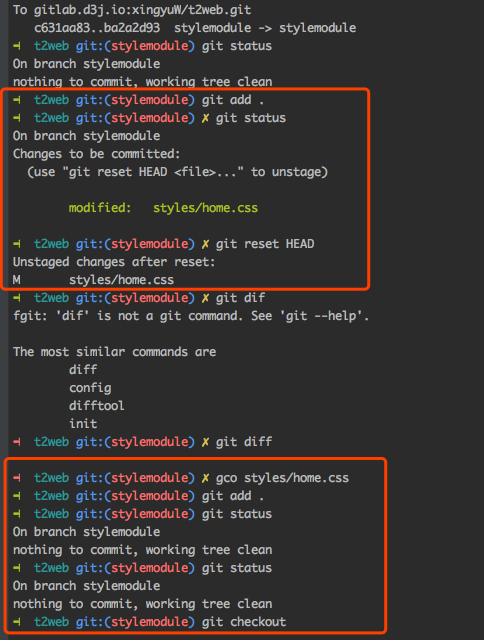 To gitlab.d3j.io:xingyuW/t2web.git
c631aa83..ba2a2d93  stylemodule -> stylemodule
➜  t2web git:(stylemodule) git status
On branch stylemodule
nothing to commit, working tree clean
➜  t2web git:(stylemodule) git add .
➜  t2web git:(stylemodule) ✗ git status
On branch stylemodule
Changes to be committed:
(use "git reset HEAD <file>..." to unstage)
modified:   styles/home.css
➜  t2web git:(stylemodule) ✗ git reset HEAD
Unstaged changes after reset:
M       styles/home.css
➜  t2web git:(stylemodule) ✗ git dif
fgit: 'dif' is not a git command. See 'git --help'.
The most similar commands are
diff
config
difftool
init
➜  t2web git:(stylemodule) ✗ git diff
➜  t2web git:(stylemodule) ✗ gco styles/home.css
➜  t2web git:(stylemodule) git add .
➜  t2web git:(stylemodule) git status
On branch stylemodule
nothing to commit, working tree clean
➜  t2web git:(stylemodule) git status
On branch stylemodule
nothing to commit, working tree clean
➜  t2web git:(stylemodule) git checkout